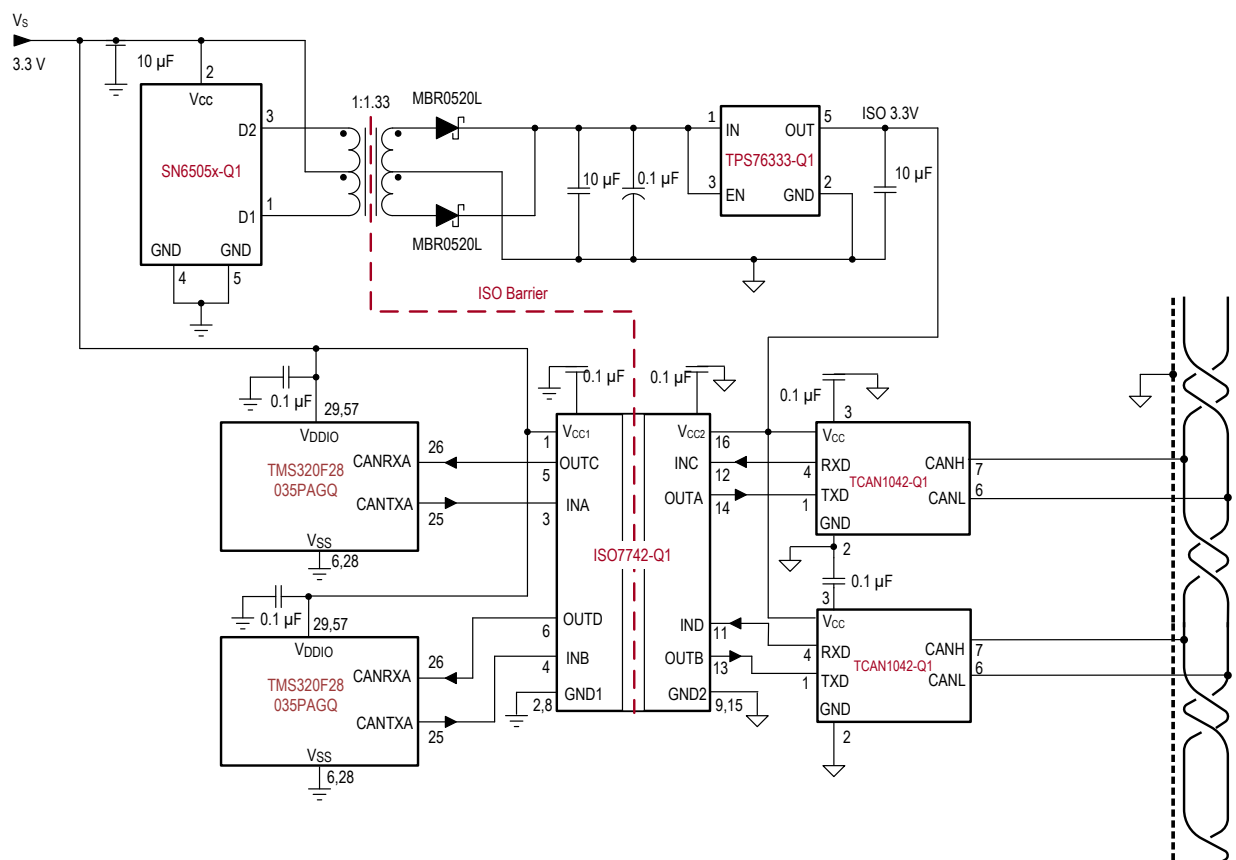 VS
3.3 V
10 µF
2
VCC
D2
3
SN6505x-Q1
D1
1
GND
GND
4
5
1:1.33
MBR0520L
MBR0520L
10 µF
0.1 µF
1
IN
OUT
5
TPS76333-Q1
3
EN
GND
2
ISO 3.3V
10 µF
ISO Barrier
0.1 µF
29,57
VDDIO
CANRXA
26
TMS320F28
035PAGQ
CANTXA
25
VSS
6,28
0.1 µF
29,57
VDDIO
CANRXA
26
TMS320F28
035PAGQ
CANTXA
25
VSS
6,28
0.1 µF
0.1 µF
VCC1
1
OUTC
5
INA
3
ISO7742-Q1
OUTD
6
INB
4
GND1
2,8
VCC2
16
INC
12
OUTA
14
IND
11
OUTB
13
GND2
9,15
0.1 µF
3
VCC
RXD
4
TXD
1
TCAN1042-Q1
CANH
7
CANL
6
GND
2
0.1 µF
3
VCC
RXD
4
TXD
1
TCAN1042-Q1
CANH
7
CANL
6
GND
2